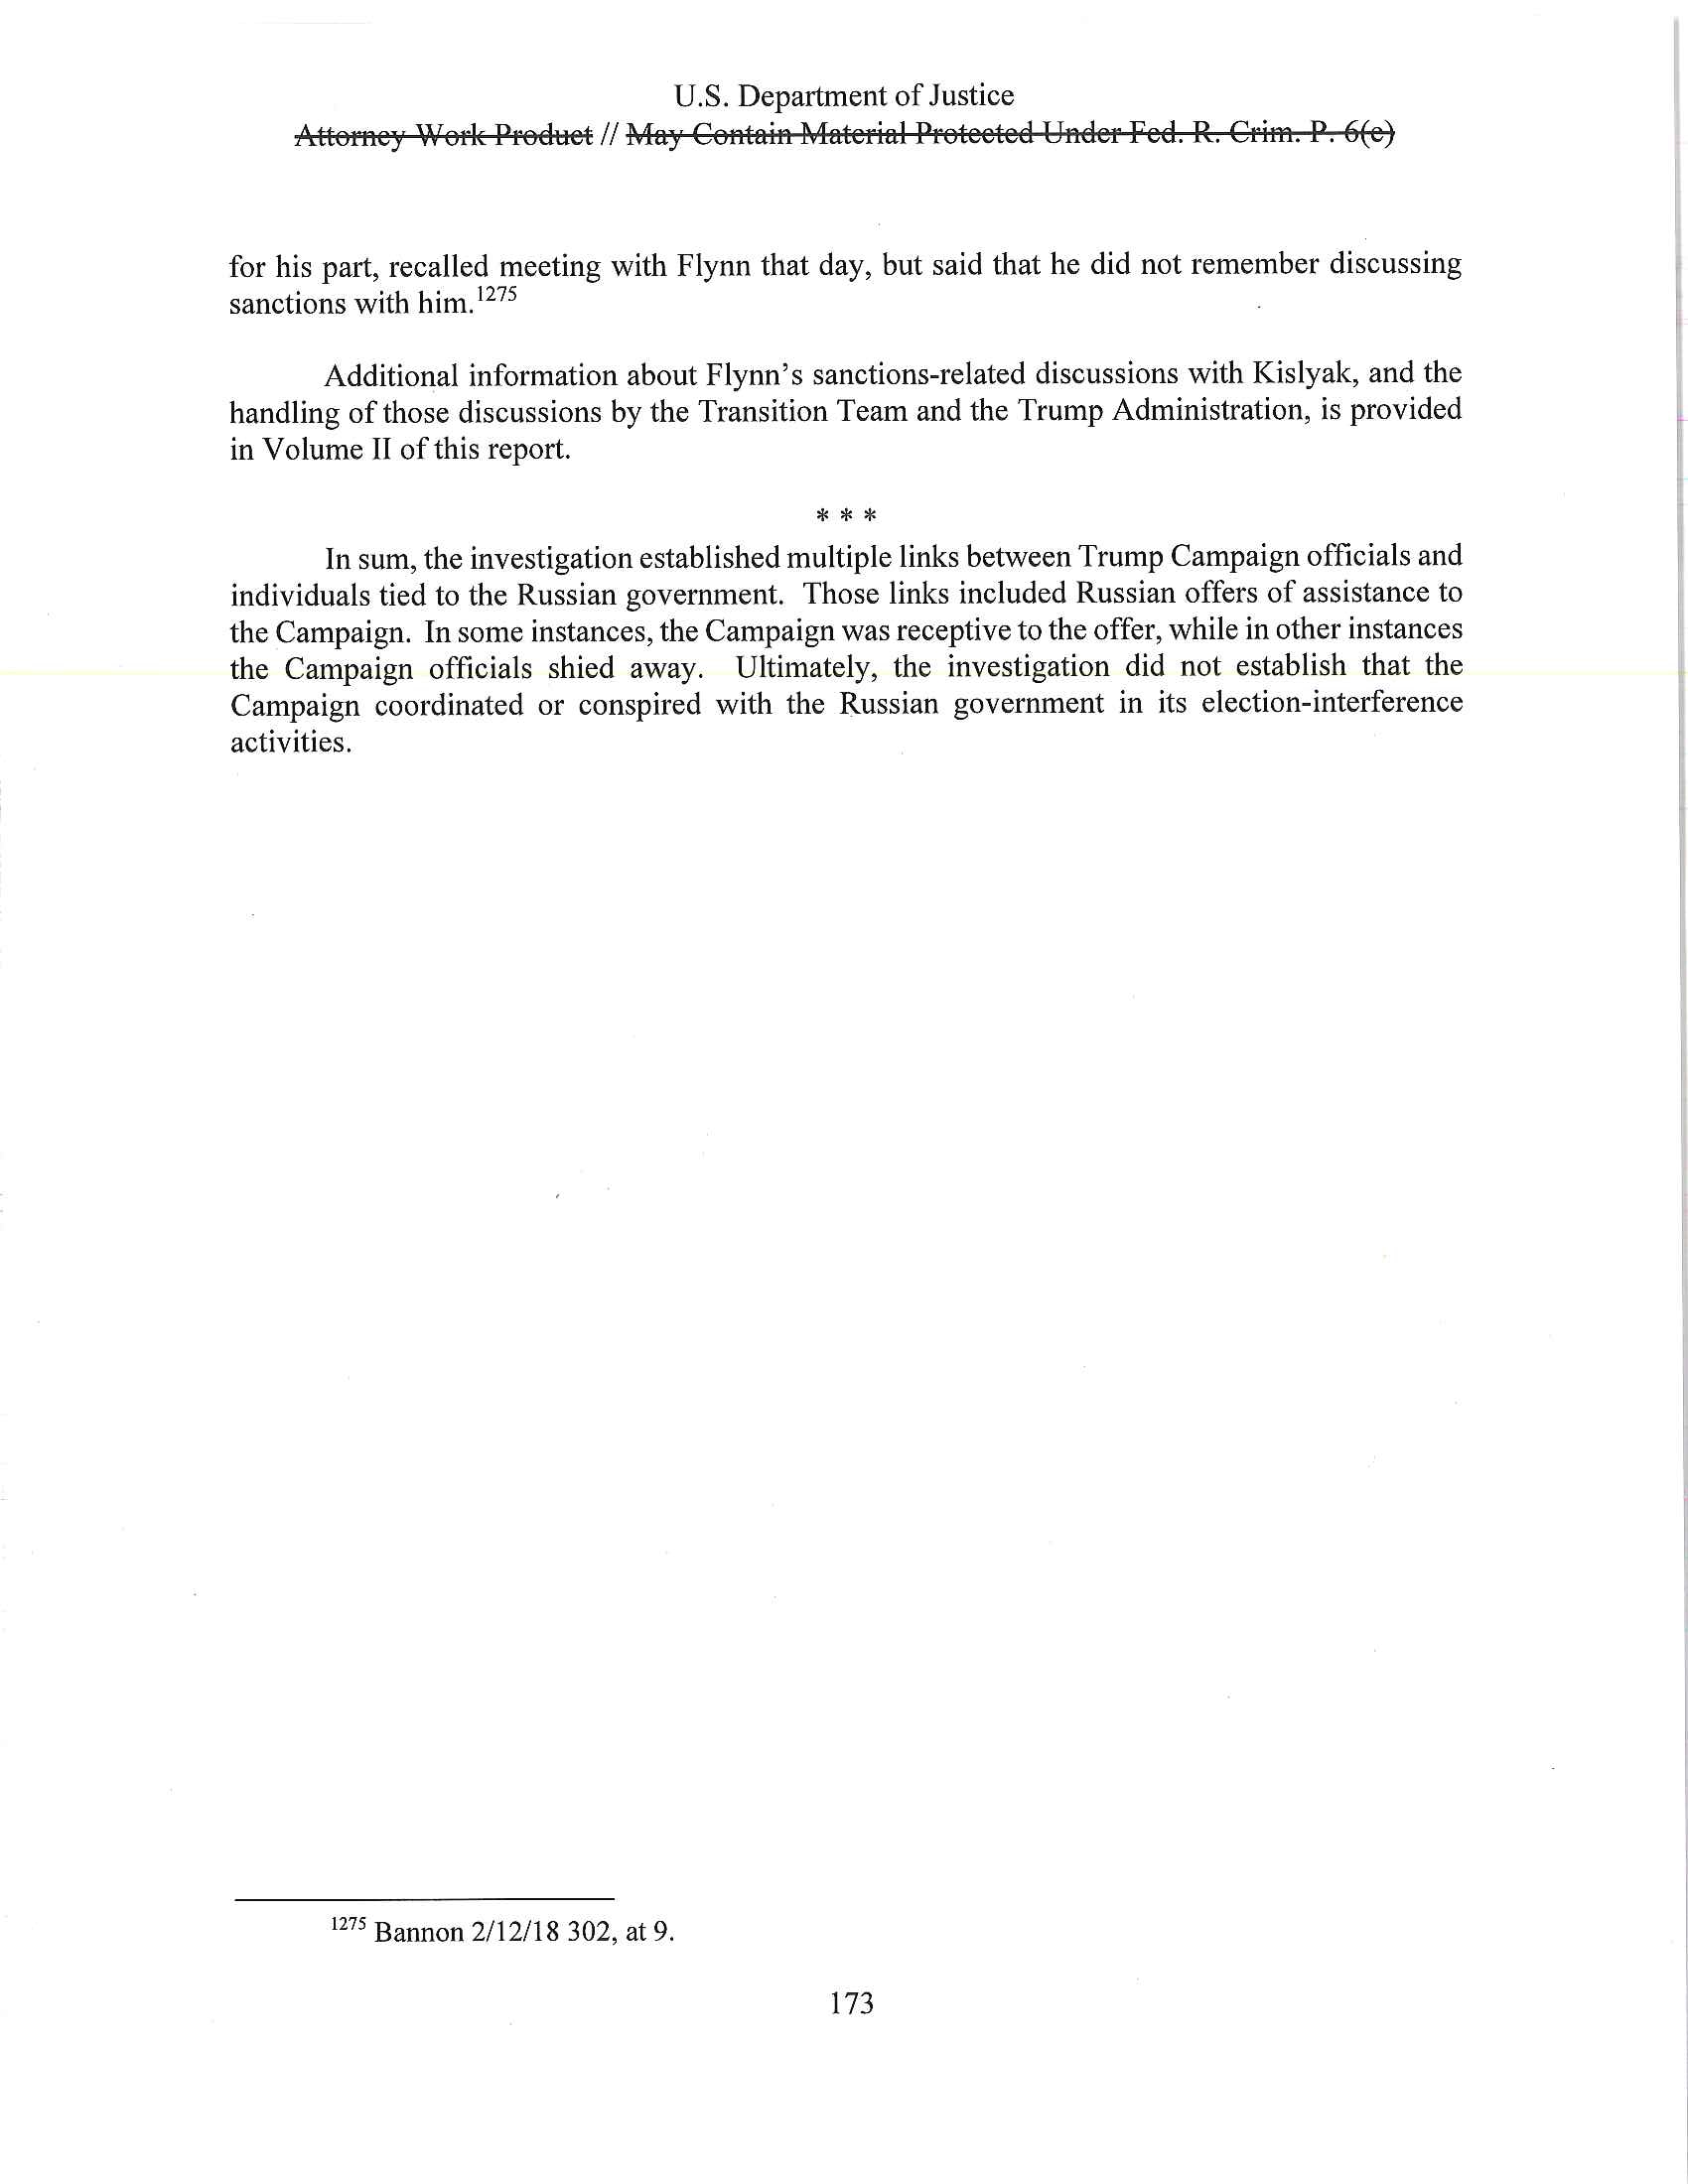 U.S. Department of Justice
Attorney Work Product // May Contain Material Protected Under Fed. R. Crim. P. 6(e)
for his part, recalled meeting with Flynn that day, but said that he did not remember discussing
sanctions with him.1275
Additional information about Flynn's sanctions-related discussions with Kislyak, and the
handling of those discussions by the Transition Team and the Trump Administration, is provided
in Volume II of this report.
* * *
In sum, the investigation established multiple links between Trump Campaign officials and
individuals tied to the Russian government. Those links included Russian offers of assistance to
the Campaign. In some instances, the Campaign was receptive to the offer, while in other instances
the Campaign officials shied away. Ultimately, the investigation did not establish that the
Campaign coordinated or conspired with the Russian government in its election-interference
activities.
1275 Bannon 2/12/18 302, at 9.
173